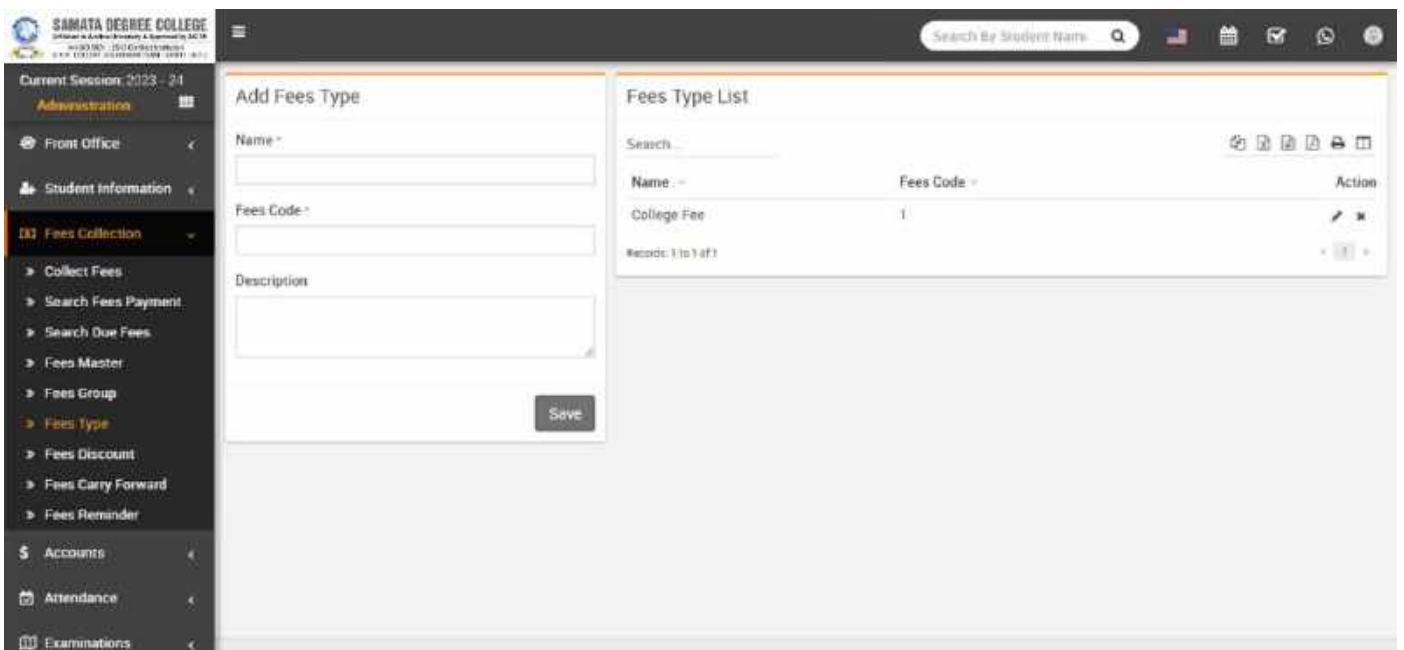 SAMATA DEGREE COLLEGE
Search By Student Name
Current Session: 2023 - 24
Administration
Front Office
Student Information
Fees Collection
Collect Fees
Search Fees Payment
Search Due Fees
Fees Master
Fees Group
Fees Type
Fees Discount
Fees Carry Forward
Fees Reminder
$ Accounts
Attendance
Examinations
Add Fees Type
Name *
Fees Code *
Description
Save
Fees Type List
Search...
Name Fees Code Action
College Fee 1
Records: 1 to 1 of 1
1